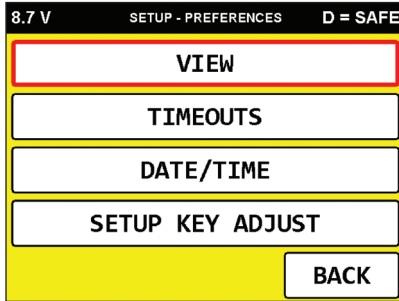 8.7 V SETUP - PREFERENCES D = SAFE
VIEW
TIMEOUTS
DATE/TIME
SETUP KEY ADJUST
BACK